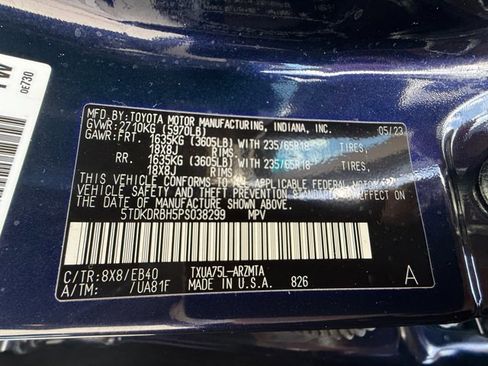 0E730
MFD.BY:TOYOTA MOTOR MANUFACTURING, INDIANA, INC. 05/23
GVWR:2710KG (5970LB)
GAWR:FRT. 1635KG (3605LB) WITH 235/65R18 TIRES,
18X8J RIMS
RR. 1635KG (3605LB) WITH 235/65R18 TIRES,
18X8J RIMS
THIS VEHICLE CONFORMS TO ALL APPLICABLE FEDERAL MOTOR
VEHICLE SAFETY AND THEFT PREVENTION STANDARDS IN EFFECT ON
THE DATE OF MANUFACTURE SHOWN ABOVE.
5TDKDRBH5PS038299 MPV
C/TR:8X8/EB40 TXUA75L-ARZMTA A
A/TM: /UA81F MADE IN U.S.A. 826